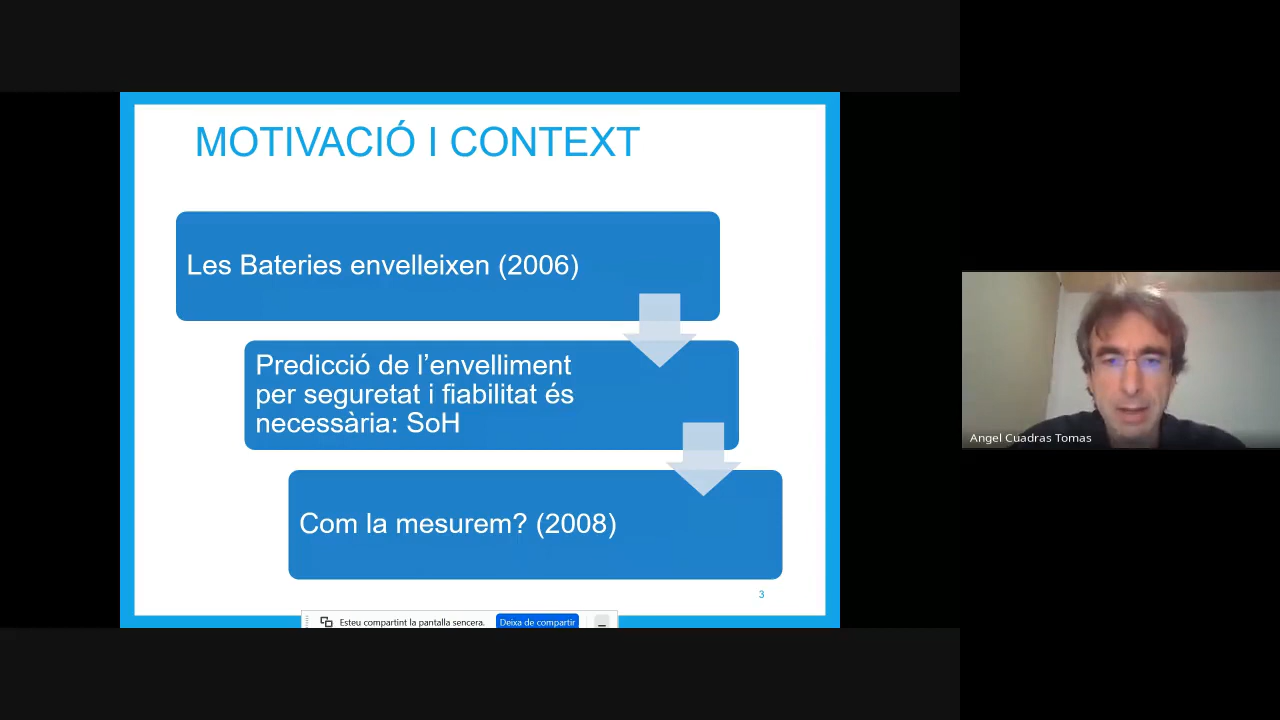 MOTIVACIÓ I CONTEXT
Les Bateries envelleixen (2006)
Predicció de l’envelliment
per seguretat i fiabilitat és
necessària: SoH
Com la mesurem? (2008)
3
Esteu compartint la pantalla sencera.
Deixa de compartir
Angel Cuadras Tomas